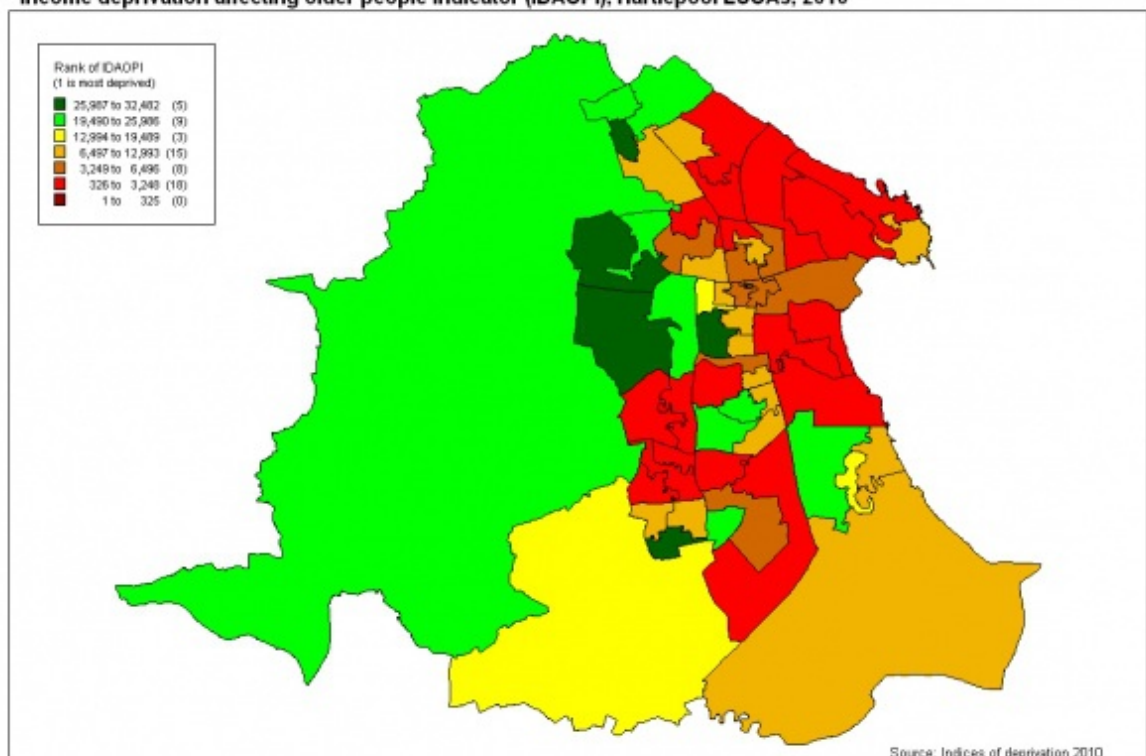 Income deprivation affecting older people indicator (IDAOPI), Hartlepool LSOAs, 2010
Rank of IDAOPI
(1 is most deprived)
25,987 to 32,482 (5)
19,490 to 25,986 (9)
12,994 to 19,489 (3)
6,497 to 12,993 (15)
3,249 to 6,496 (8)
326 to 3,248 (18)
1 to 325 (0)
Source: Indices of deprivation 2010